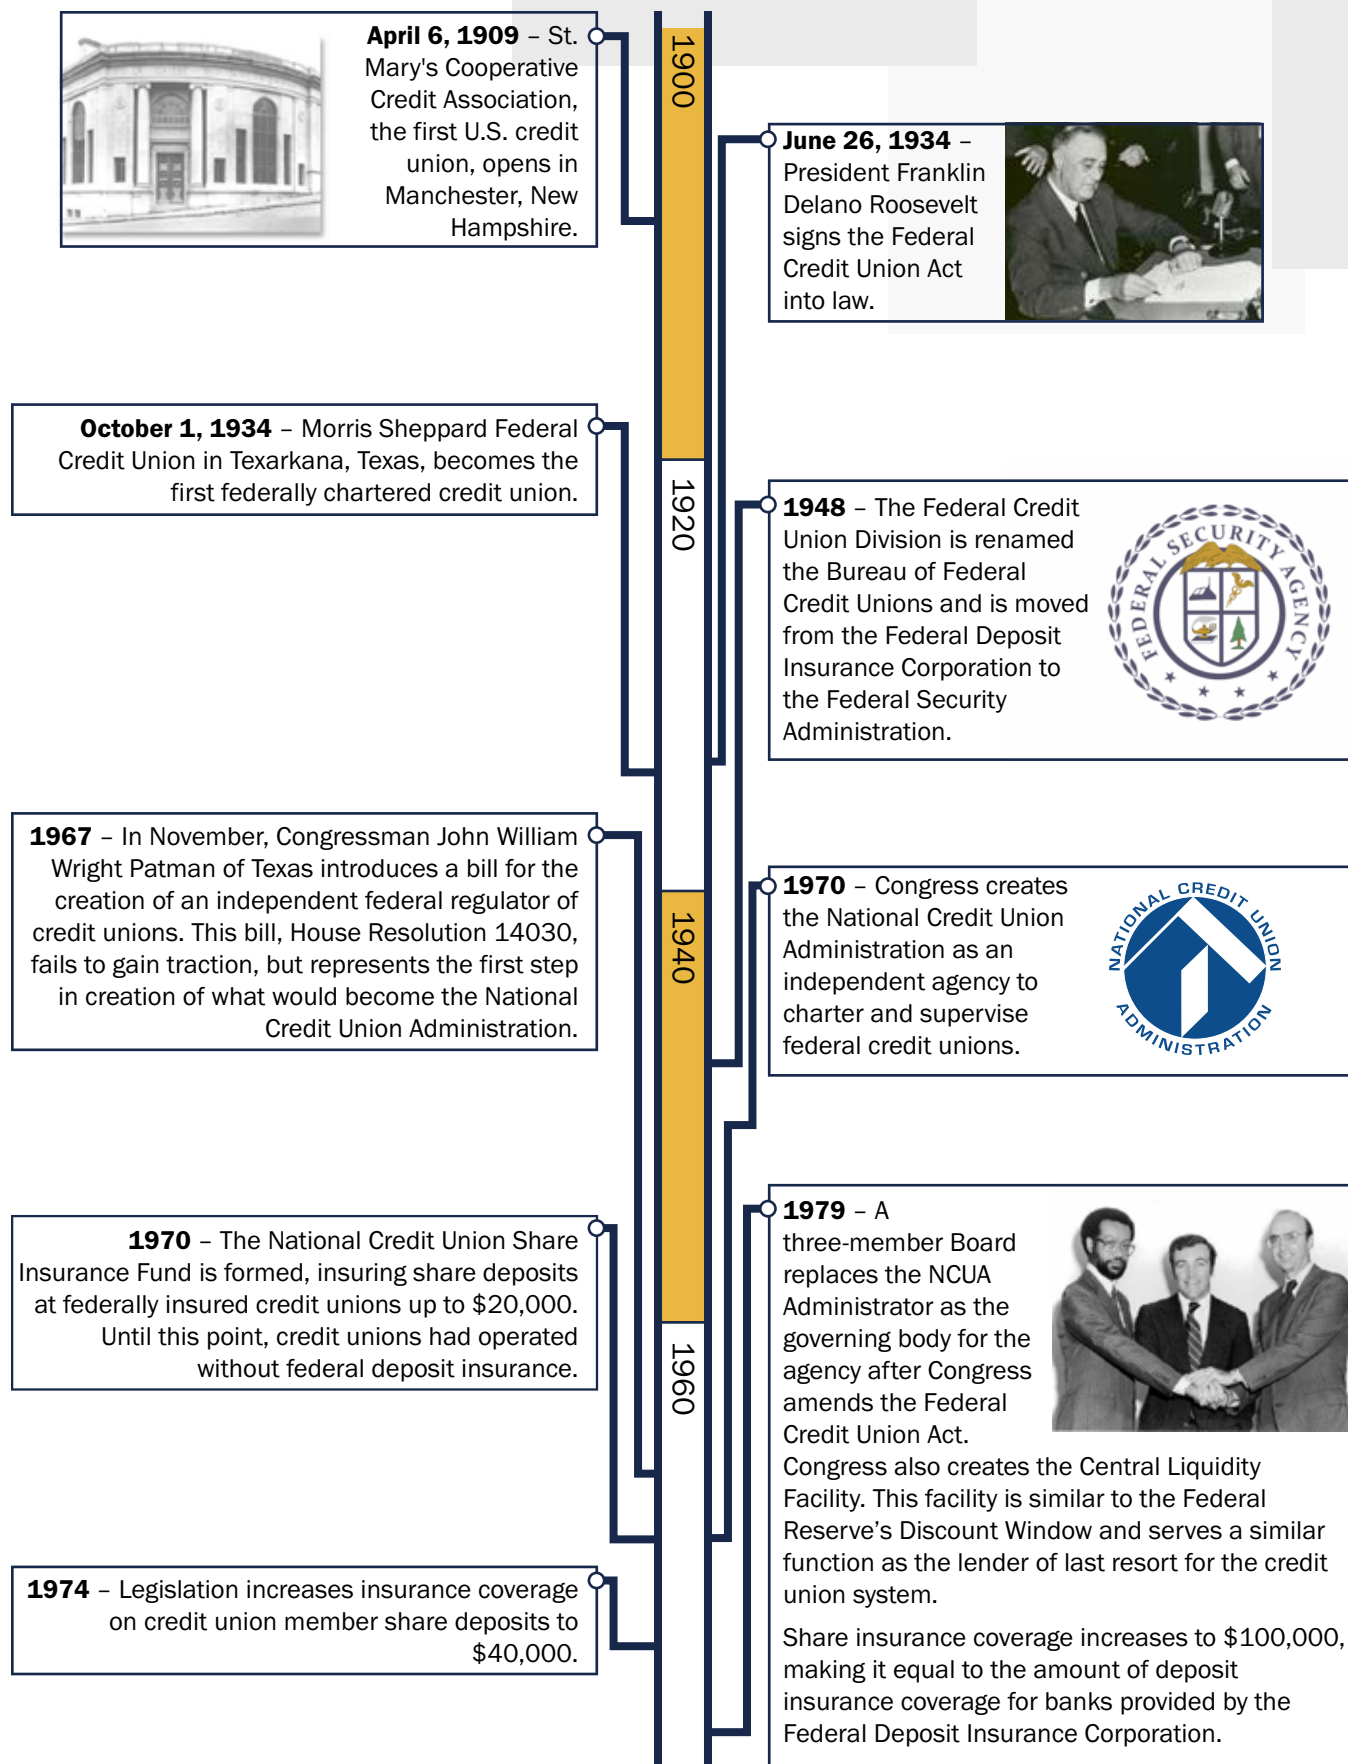 April 6, 1909 – St.
Mary's Cooperative
Credit Association,
the first U.S. credit
union, opens in
Manchester, New
Hampshire.
1900
June 26, 1934 –
President Franklin
Delano Roosevelt
signs the Federal
Credit Union Act
into law.
October 1, 1934 – Morris Sheppard Federal
Credit Union in Texarkana, Texas, becomes the
first federally chartered credit union.
1920
1948 – The Federal Credit
Union Division is renamed
the Bureau of Federal
Credit Unions and is moved
from the Federal Deposit
Insurance Corporation to
the Federal Security
Administration.
FEDERAL SECURITY AGENCY
1967 – In November, Congressman John William
Wright Patman of Texas introduces a bill for the
creation of an independent federal regulator of
credit unions. This bill, House Resolution 14030,
fails to gain traction, but represents the first step
in creation of what would become the National
Credit Union Administration.
1940
1970 – Congress creates
the National Credit Union
Administration as an
independent agency to
charter and supervise
federal credit unions.
NATIONAL CREDIT UNION
ADMINISTRATION
1970 – The National Credit Union Share
Insurance Fund is formed, insuring share deposits
at federally insured credit unions up to $20,000.
Until this point, credit unions had operated
without federal deposit insurance.
1960
1979 – A
three-member Board
replaces the NCUA
Administrator as the
governing body for the
agency after Congress
amends the Federal
Credit Union Act.
Congress also creates the Central Liquidity
Facility. This facility is similar to the Federal
Reserve’s Discount Window and serves a similar
function as the lender of last resort for the credit
union system.
Share insurance coverage increases to $100,000,
making it equal to the amount of deposit
insurance coverage for banks provided by the
Federal Deposit Insurance Corporation.
1974 – Legislation increases insurance coverage
on credit union member share deposits to
$40,000.